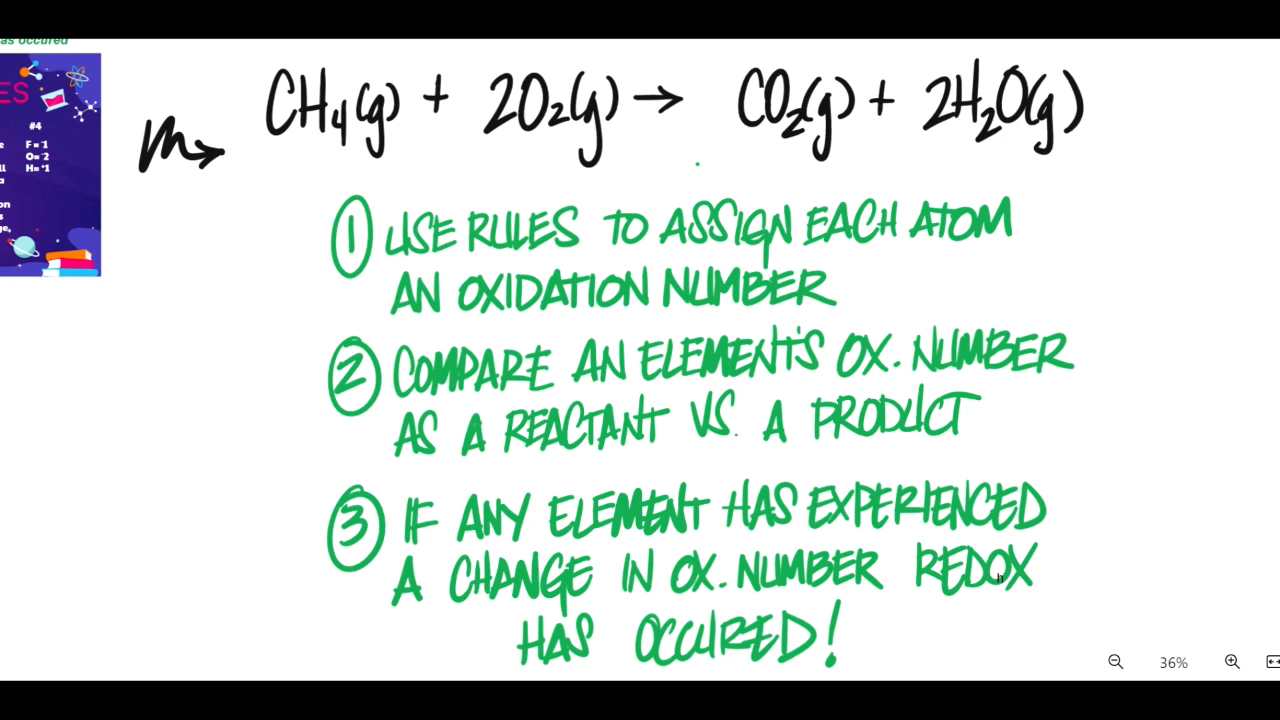 as occured
ES
#4
F = -1
O= -2
H= +1
CH₄(g) + 2O₂(g) → CO₂(g) + 2H₂O(g)
① USE RULES TO ASSIGN EACH ATOM
AN OXIDATION NUMBER
② COMPARE AN ELEMENT'S OX. NUMBER
AS A REACTANT VS. A PRODUCT
③ IF ANY ELEMENT HAS EXPERIENCED
A CHANGE IN OX. NUMBER REDOX
HAS OCCURED!
36%